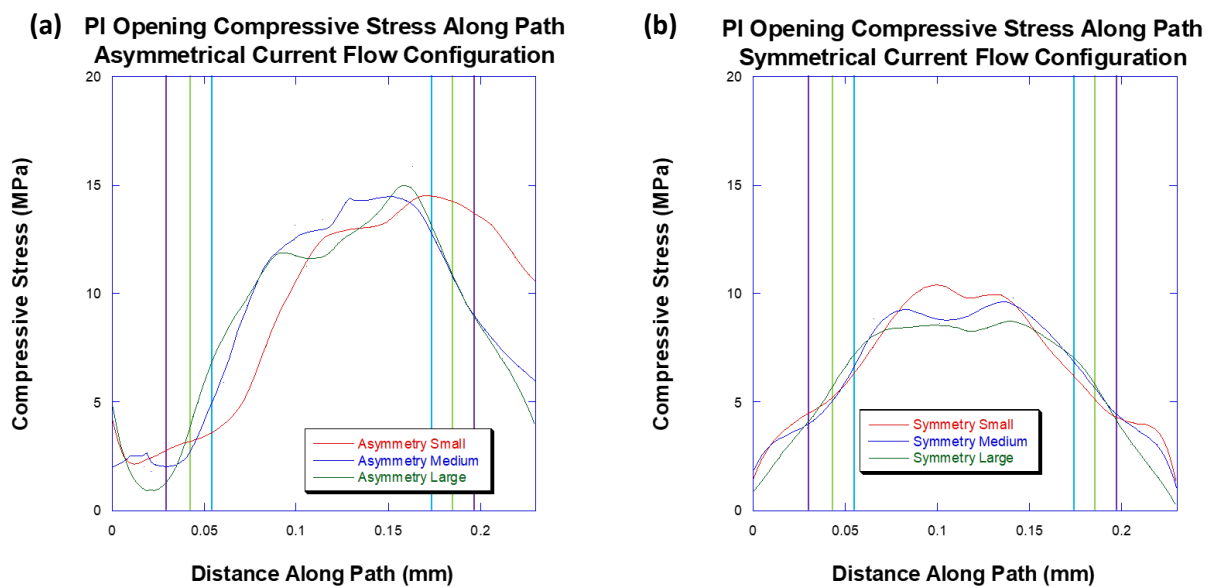 (a) PI Opening Compressive Stress Along Path
Asymmetrical Current Flow Configuration
20
15
10
5
0
Compressive Stress (MPa)
Asymmetry Small
Asymmetry Medium
Asymmetry Large
0
0.05
0.1
0.15
0.2
Distance Along Path (mm)
(b) PI Opening Compressive Stress Along Path
Symmetrical Current Flow Configuration
20
15
10
5
0
Compressive Stress (MPa)
Symmetry Small
Symmetry Medium
Symmetry Large
0
0.05
0.1
0.15
0.2
Distance Along Path (mm)